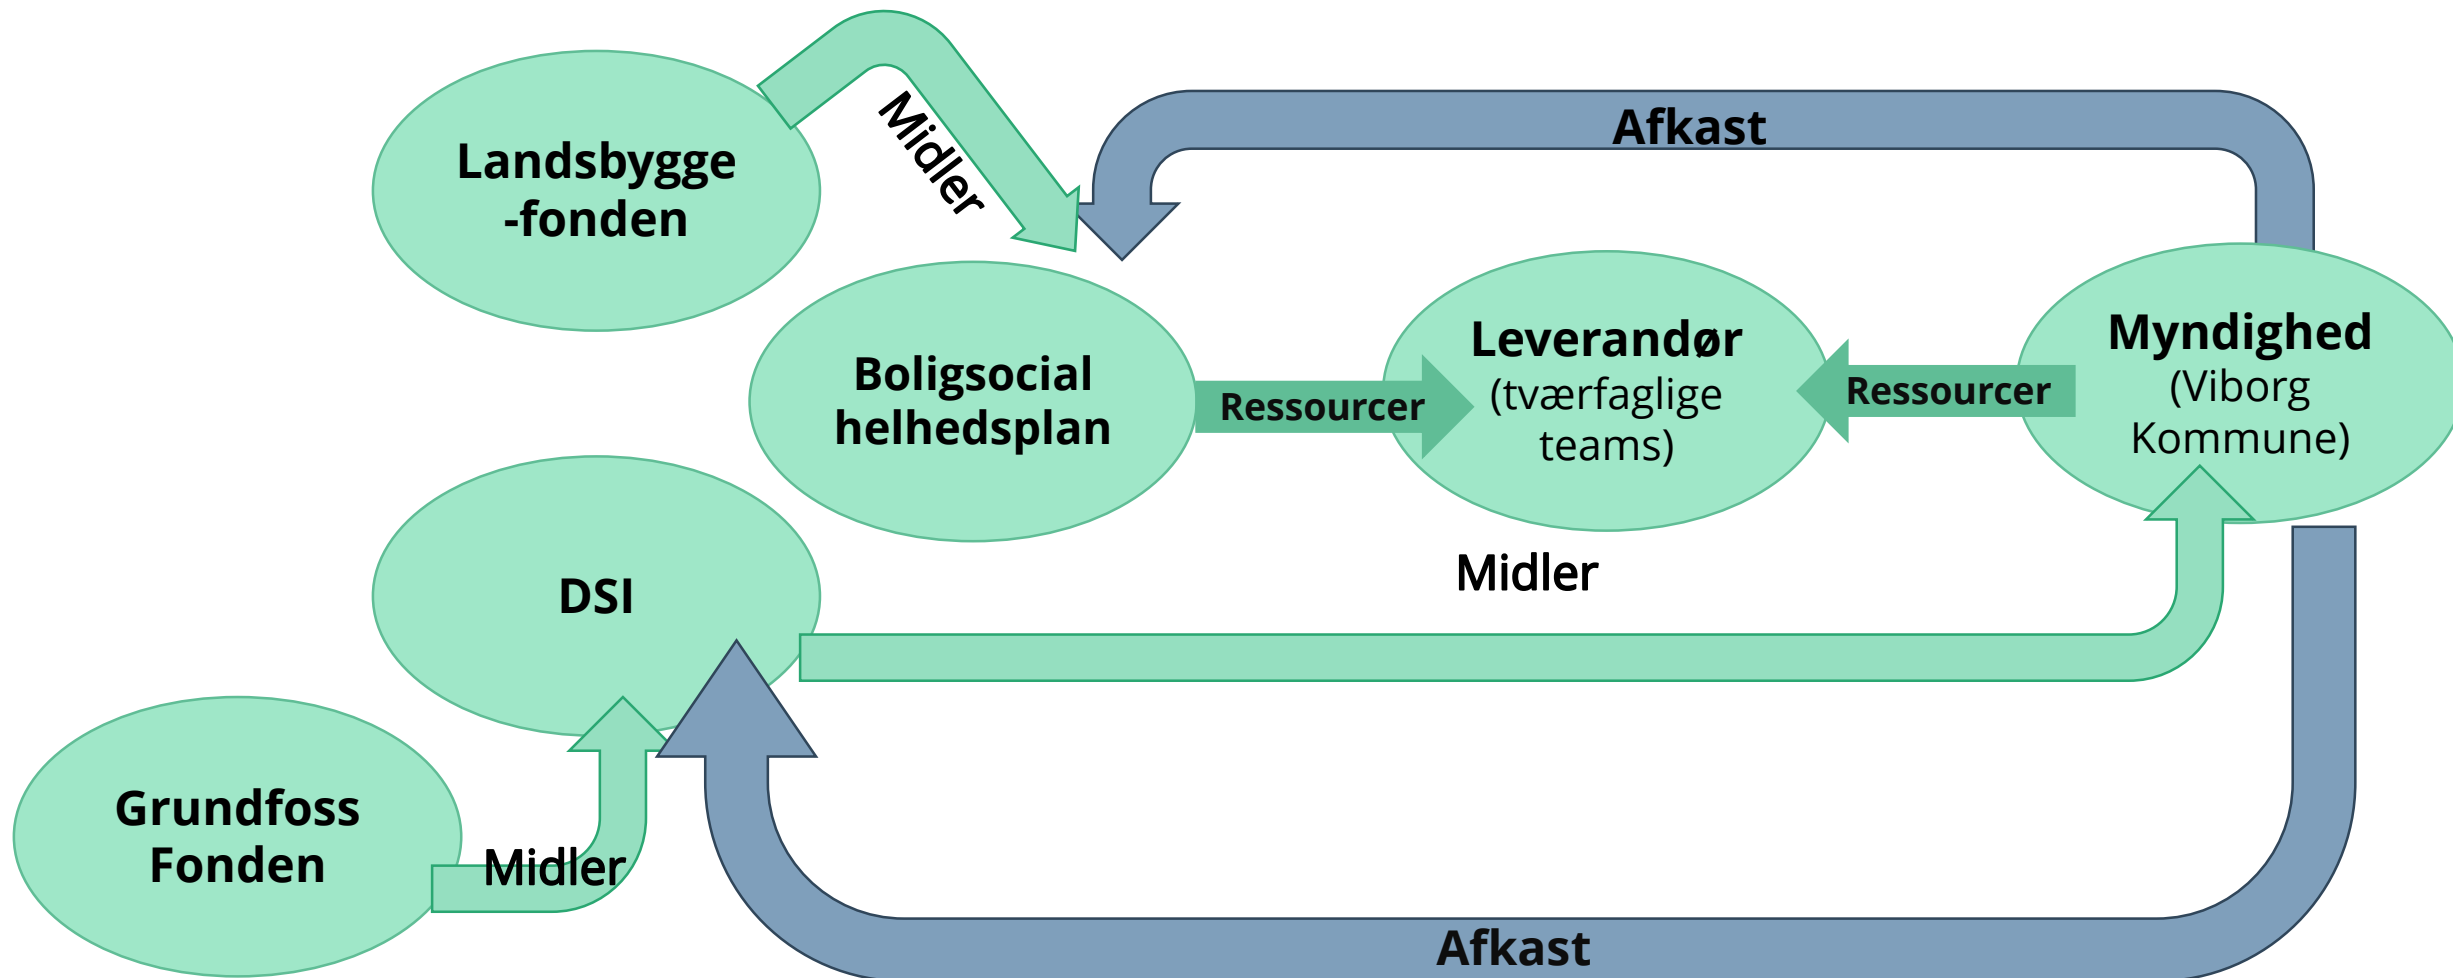 Landsbygge
-fonden
Midler
Afkast
Boligsocial
helhedsplan
Ressourcer
Leverandør
(tværfaglige
teams)
Ressourcer
Myndighed
(Viborg
Kommune)
DSI
Midler
Grundfoss
Fonden
Midler
Afkast